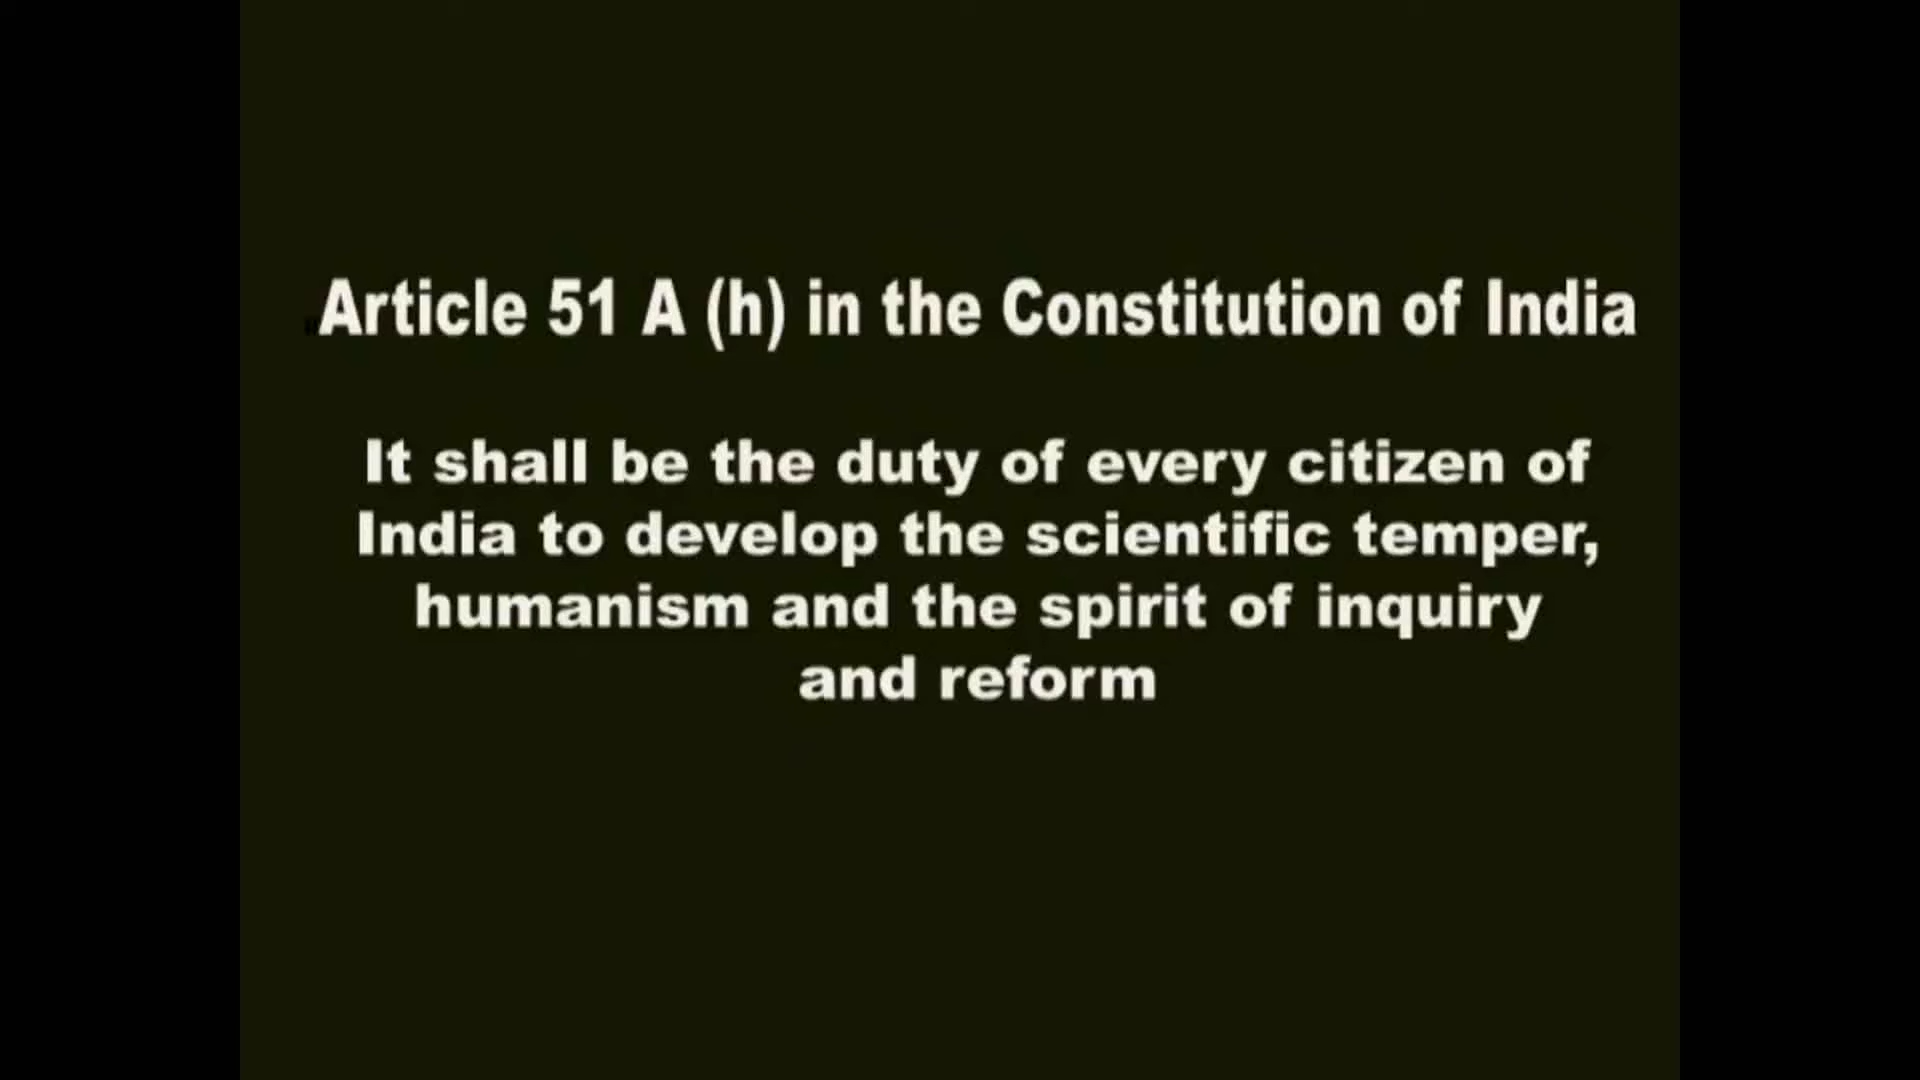 Article 51 A (h) in the Constitution of India
It shall be the duty of every citizen of
India to develop the scientific temper,
humanism and the spirit of inquiry
and reform